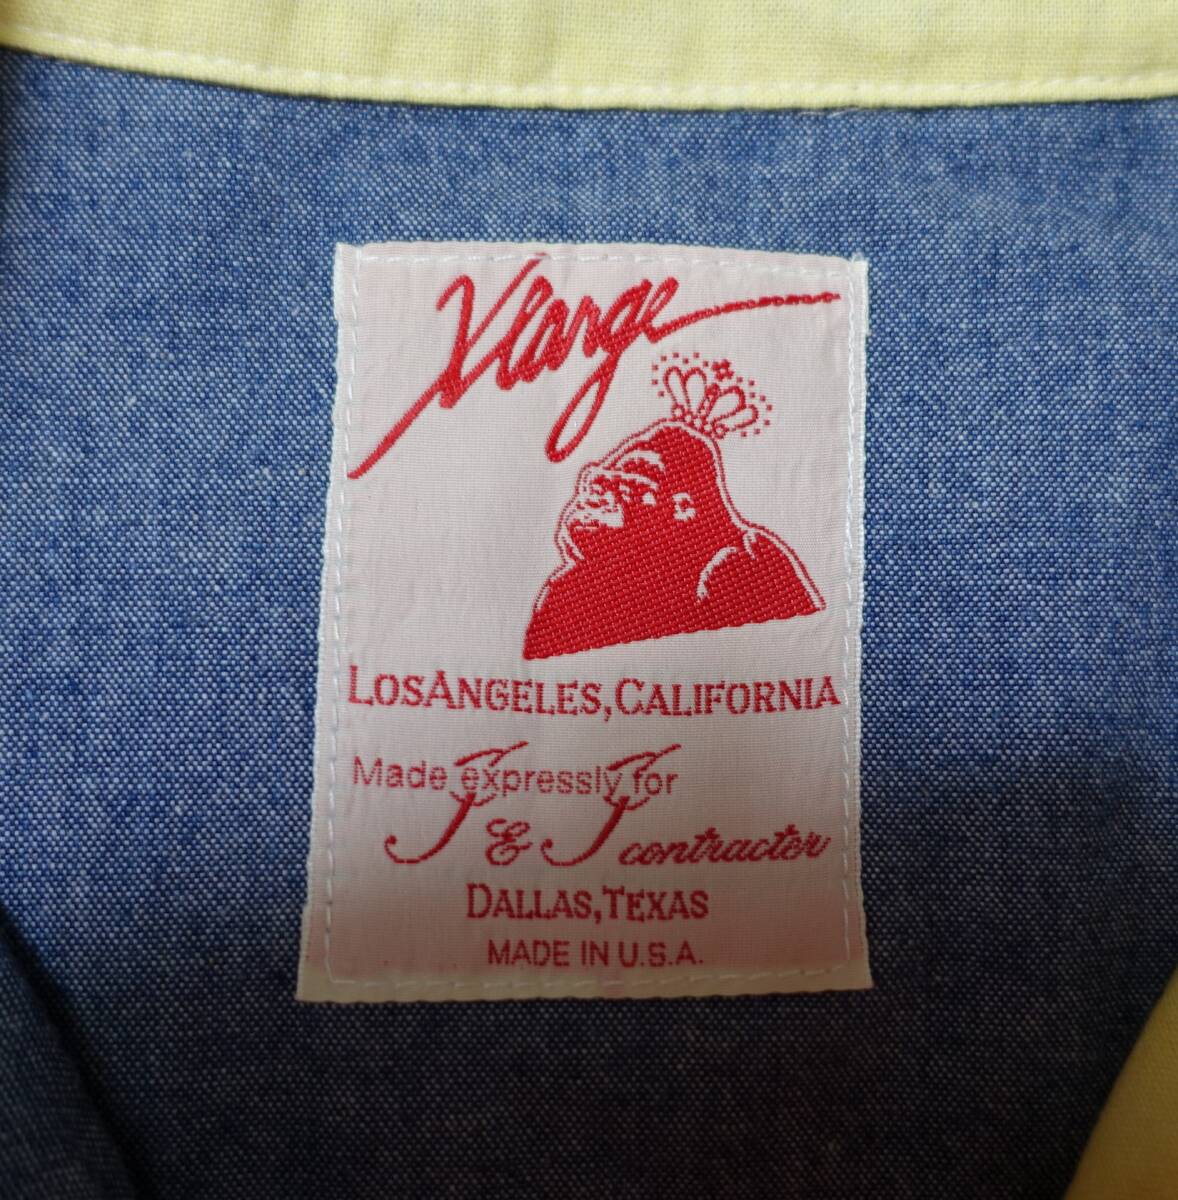 Xlarge
LOSANGELES, CALIFORNIA
Made expressly for
J & J contractor
DALLAS, TEXAS
MADE IN U.S.A.